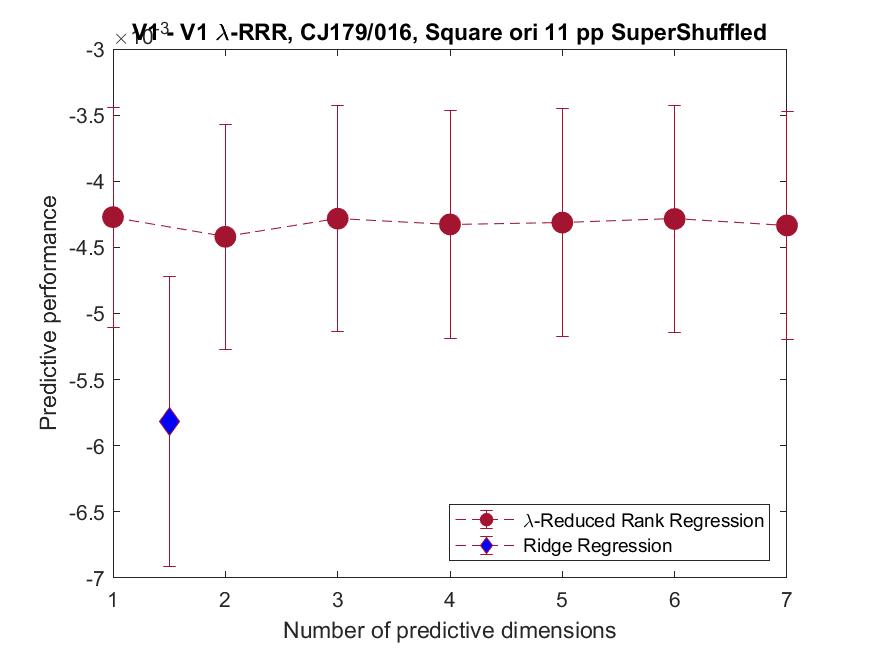 V1 - V1 λ-RRR, CJ179/016, Square ori 11 pp SuperShuffled
×10-3
-3
-3.5
-4
-4.5
-5
-5.5
-6
-6.5
-7
Predictive performance
λ-Reduced Rank Regression
Ridge Regression
1 2 3 4 5 6 7
Number of predictive dimensions